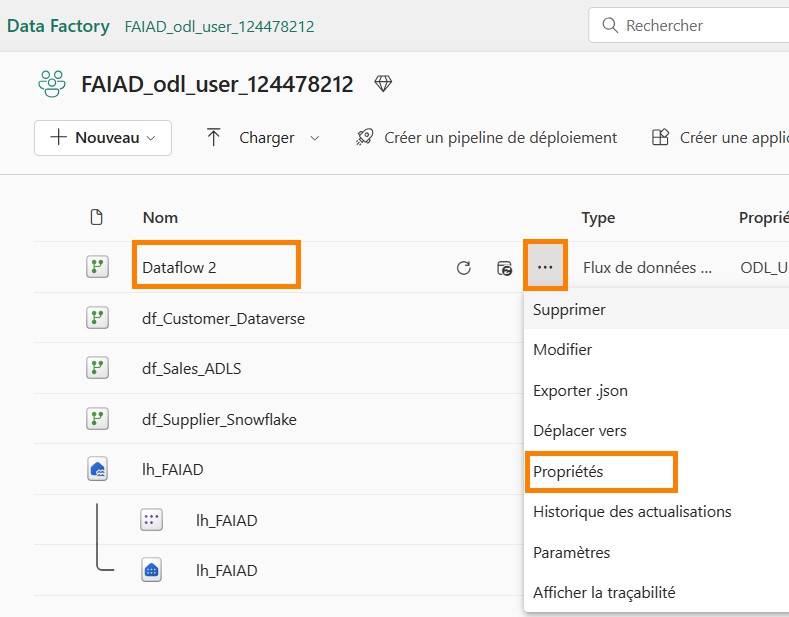 Data Factory FAIAD_odl_user_124478212
Rechercher
FAIAD_odl_user_124478212
Nouveau Charger Créer un pipeline de déploiement Créer une appli
Nom Type Proprié
Dataflow 2 ... Flux de données ... ODL_U
Supprimer
df_Customer_Dataverse
Modifier
df_Sales_ADLS
Exporter .json
df_Supplier_Snowflake
Déplacer vers
lh_FAIAD
Propriétés
lh_FAIAD
Historique des actualisations
Paramètres
lh_FAIAD
Afficher la traçabilité